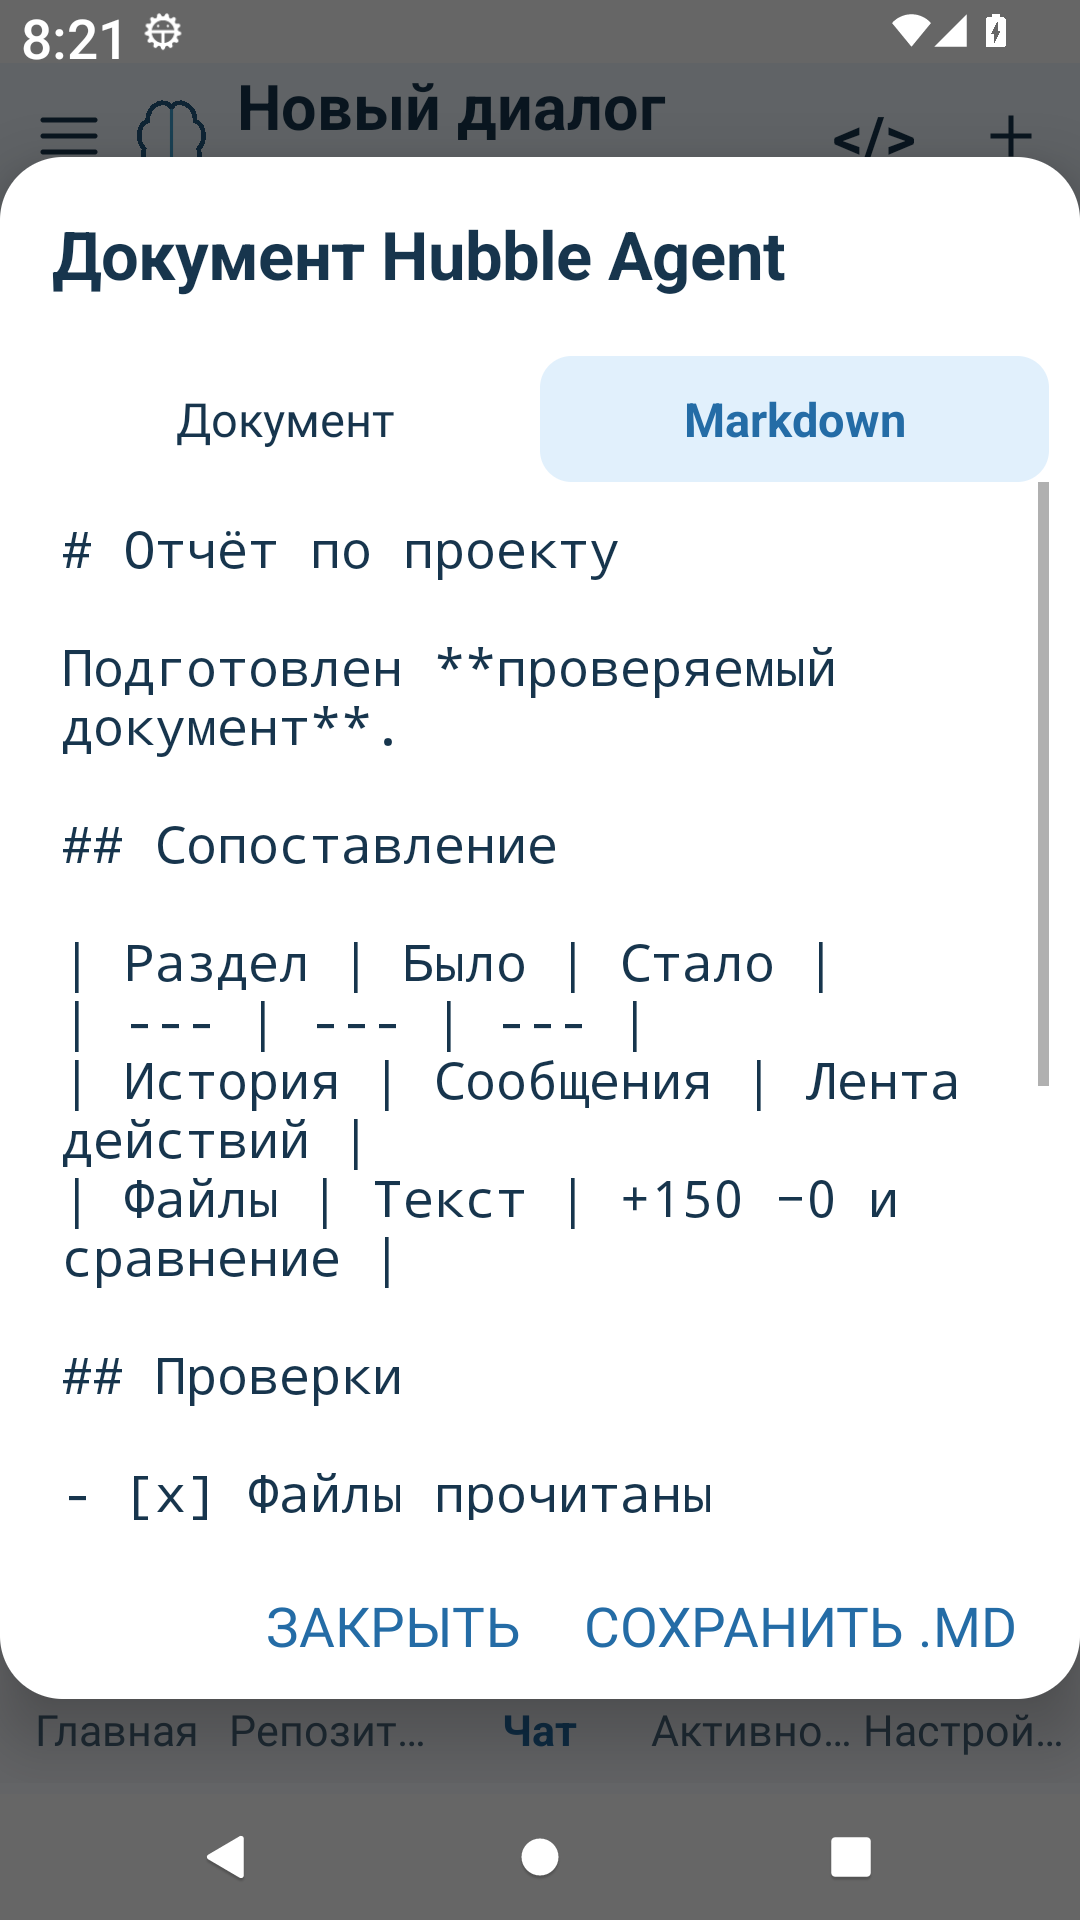 8:21
Новый диалог
</>
Документ Hubble Agent
Документ
Markdown
# Отчёт по проекту
Подготовлен **проверяемый
документ**.
## Сопоставление
| Раздел | Было | Стало |
| --- | --- | --- |
| История | Сообщения | Лента
действий |
| Файлы | Текст | +150 −0 и
сравнение |
## Проверки
- [x] Файлы прочитаны
ЗАКРЫТЬ
СОХРАНИТЬ .MD
Главная
Репозит…
Чат
Активно…
Настрой…